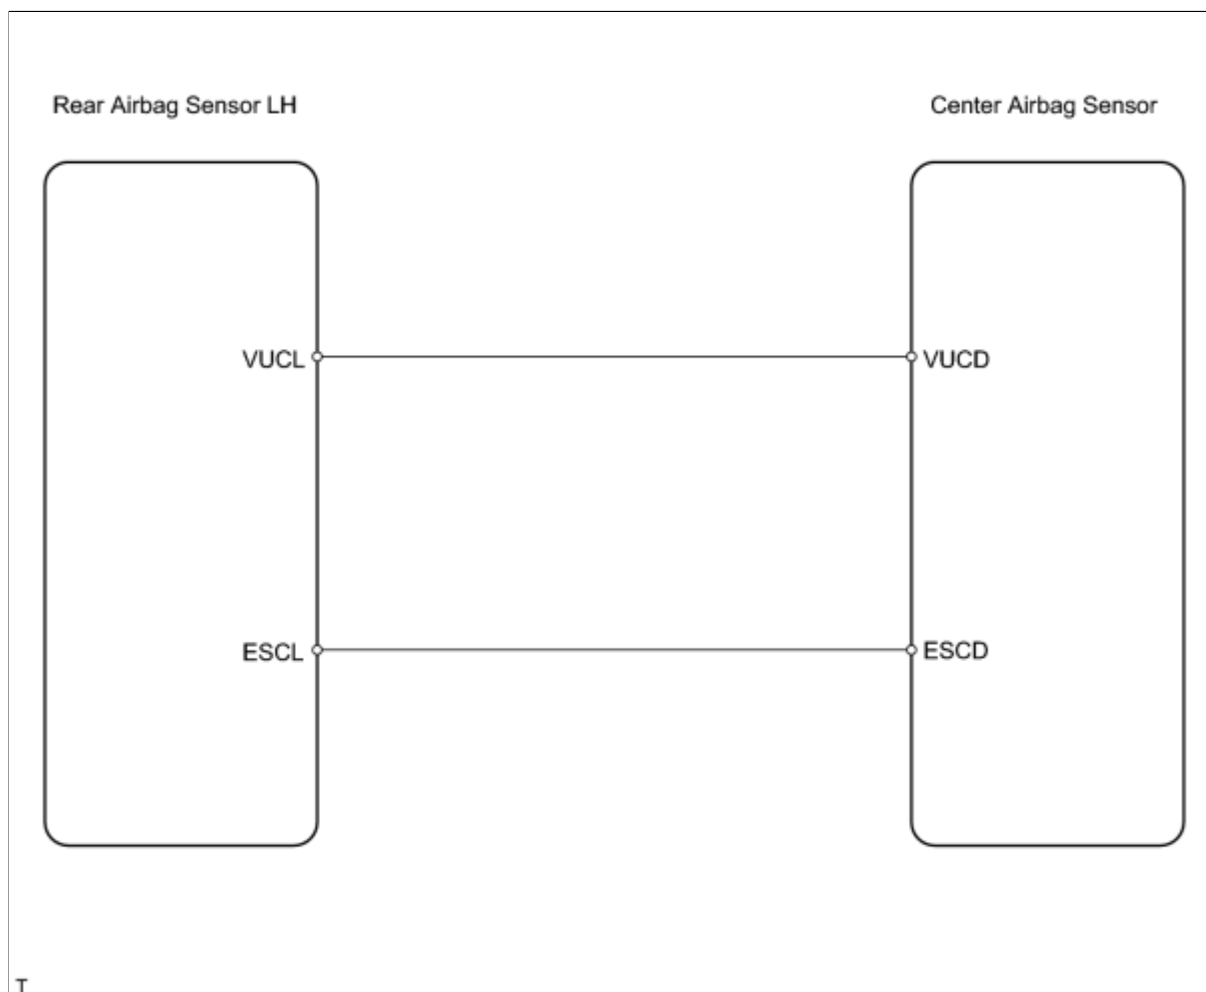 Rear Airbag Sensor LH
Center Airbag Sensor
VUCL
VUCD
ESCL
ESCD
T